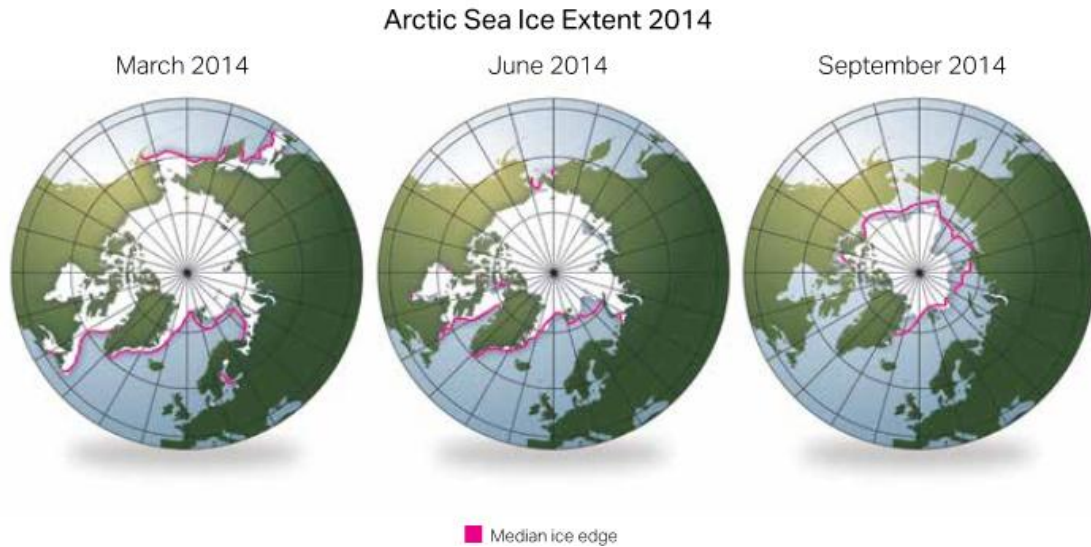 Arctic Sea Ice Extent 2014
March 2014
June 2014
September 2014
Median ice edge